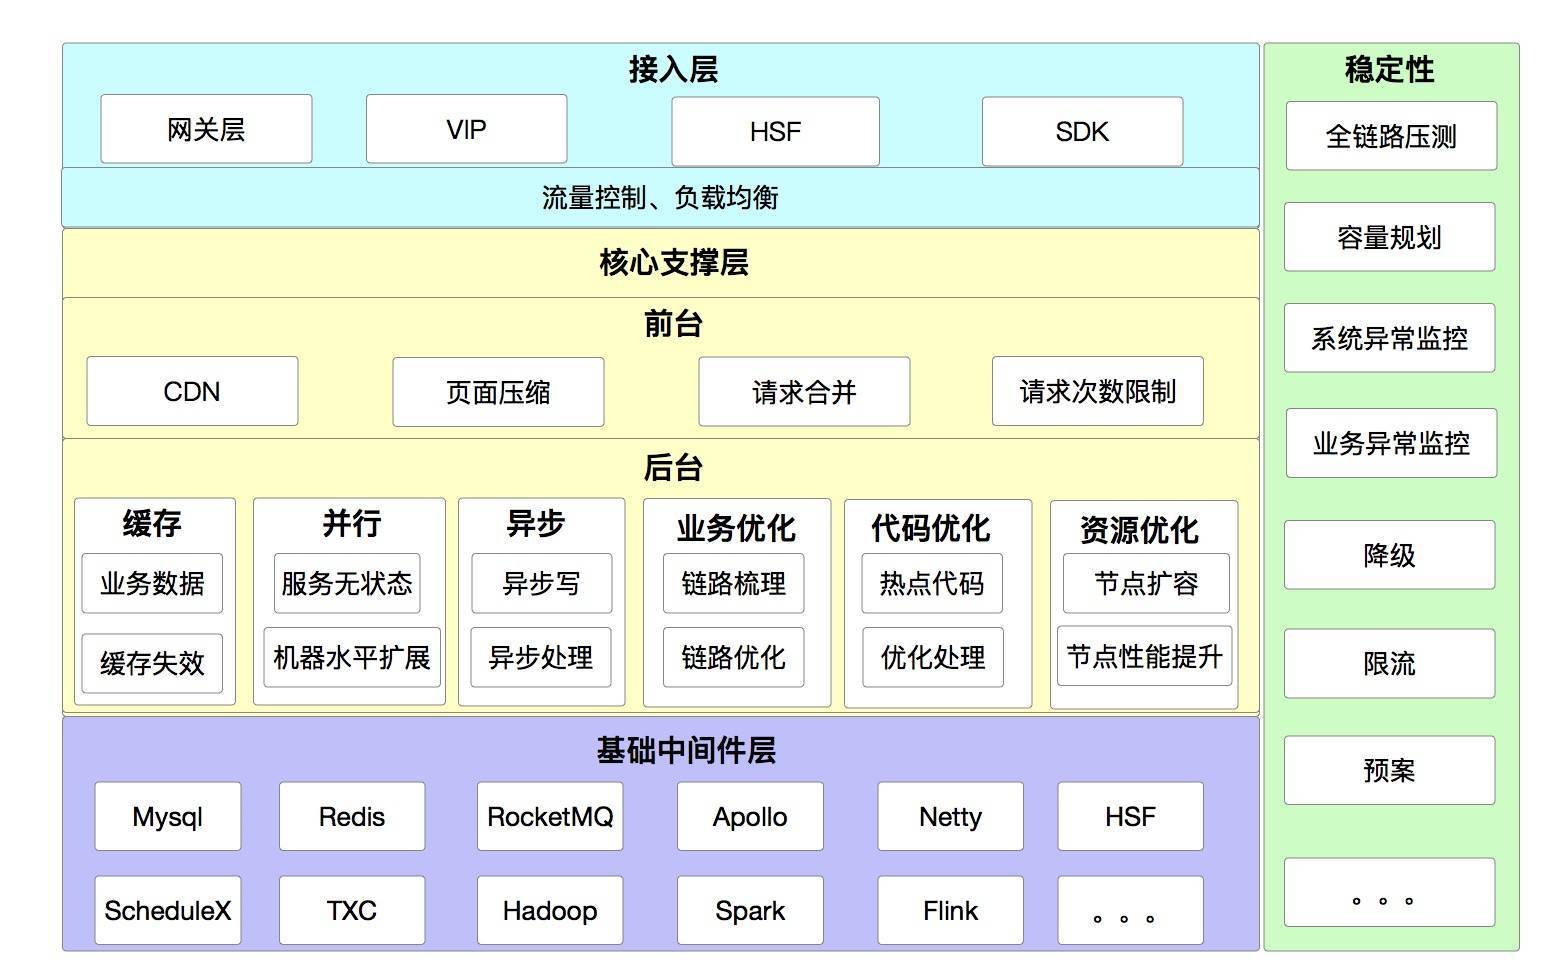 接入层
网关层
VIP
HSF
SDK
流量控制、负载均衡
核心支撑层
前台
CDN
页面压缩
请求合并
请求次数限制
后台
缓存
业务数据
缓存失效
并行
服务无状态
机器水平扩展
异步
异步写
异步处理
业务优化
链路梳理
链路优化
代码优化
热点代码
优化处理
资源优化
节点扩容
节点性能提升
基础中间件层
Mysql
Redis
RocketMQ
Apollo
Netty
HSF
ScheduleX
TXC
Hadoop
Spark
Flink
。。。
稳定性
全链路压测
容量规划
系统异常监控
业务异常监控
降级
限流
预案
。。。